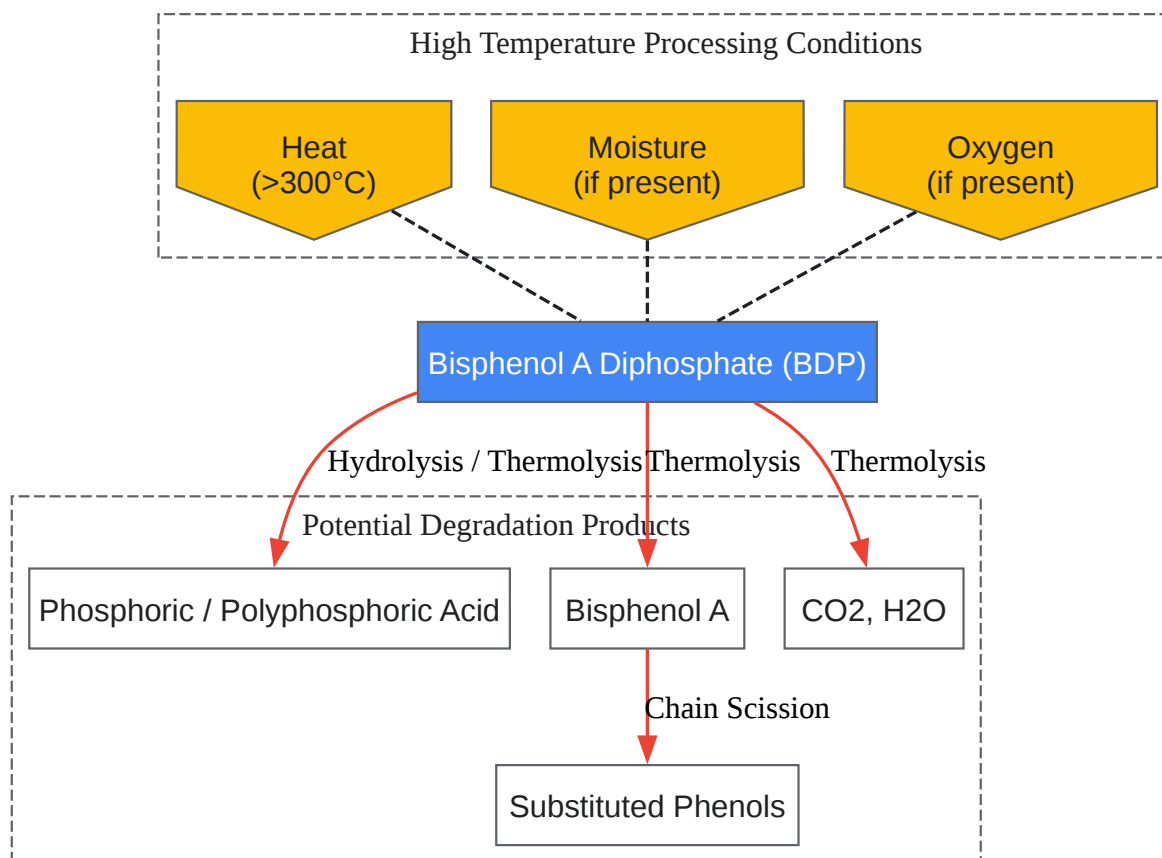 High Temperature Processing Conditions
Heat
(>300°C)
Moisture
(if present)
Oxygen
(if present)
Bisphenol A Diphosphate (BDP)
Hydrolysis / Thermolysis
Thermolysis
Thermolysis
Potential Degradation Products
Phosphoric / Polyphosphoric Acid
Bisphenol A
CO2, H2O
Chain Scission
Substituted Phenols